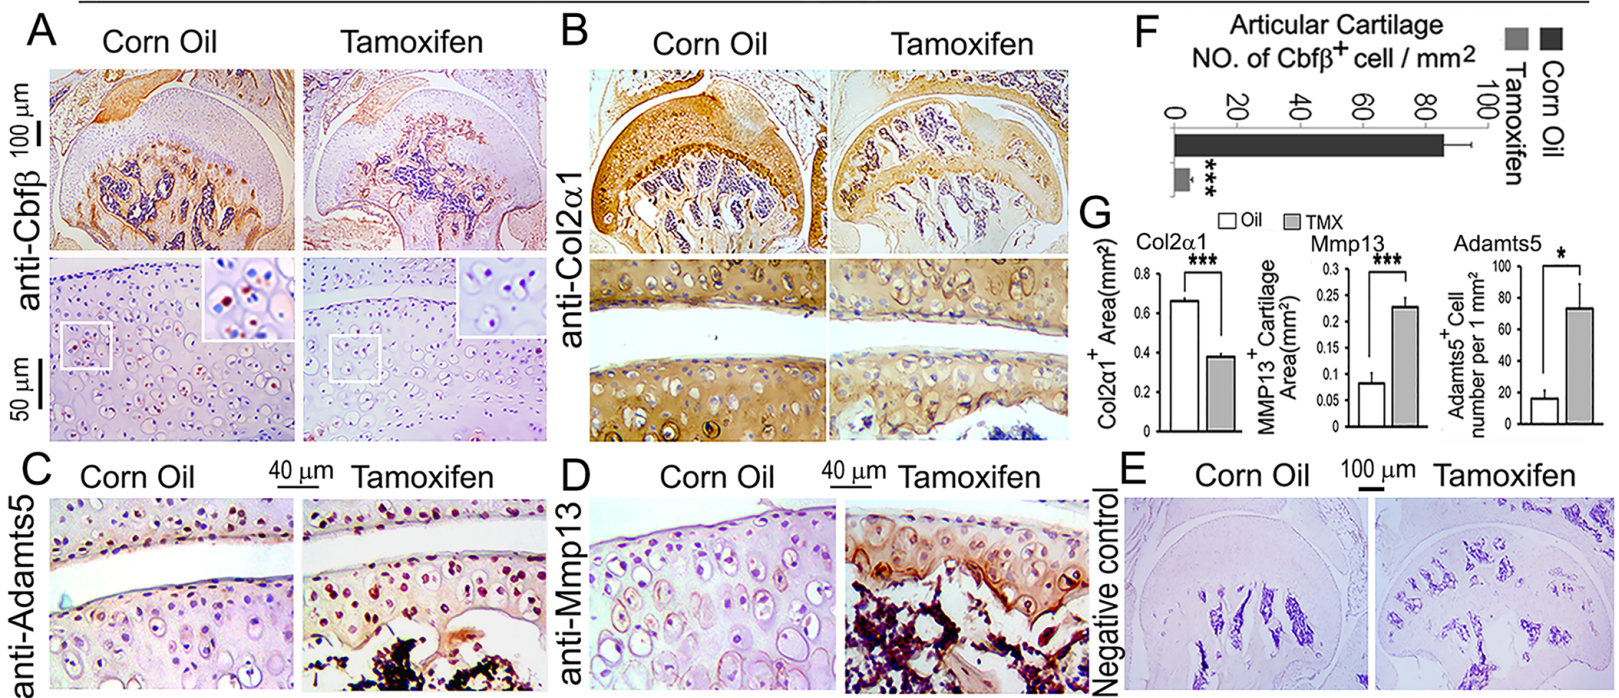 A
Corn Oil
Tamoxifen
anti-Cbfβ
100 μm
50 μm
B
Corn Oil
Tamoxifen
anti-Col2α1
C
Corn Oil
40 μm
Tamoxifen
anti-Adamts5
D
Corn Oil
40 μm
Tamoxifen
anti-Mmp13
E
Corn Oil
100 μm
Tamoxifen
Negative control
F
Articular Cartilage
NO. of Cbfβ+ cell / mm2
Corn Oil
Tamoxifen
0
20
40
60
80
100
***
G
Oil
TMX
Col2α1
***
Col2α1+ Area(mm²)
0.8
0.6
0.4
0.2
0
Mmp13
***
MMP13+ Cartilage
Area(mm²)
0.3
0.25
0.2
0.15
0.1
0.05
0
Adamts5
*
Adamts5+ Cell
number per 1 mm²
100
80
60
40
20
0